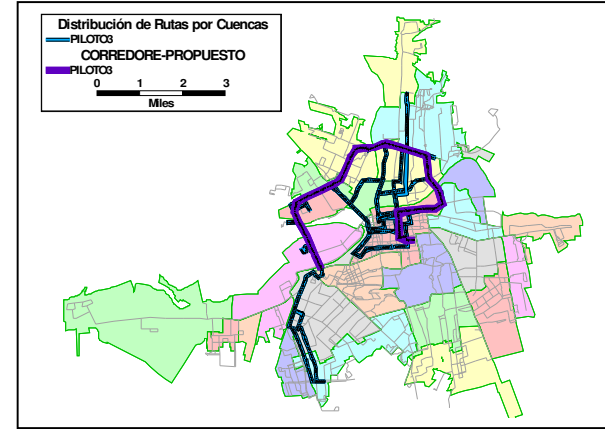 Distribución de Rutas por Cuencas
PILOTO3
CORREDORE-PROPUESTO
PILOTO3
0 1 2 3
Miles